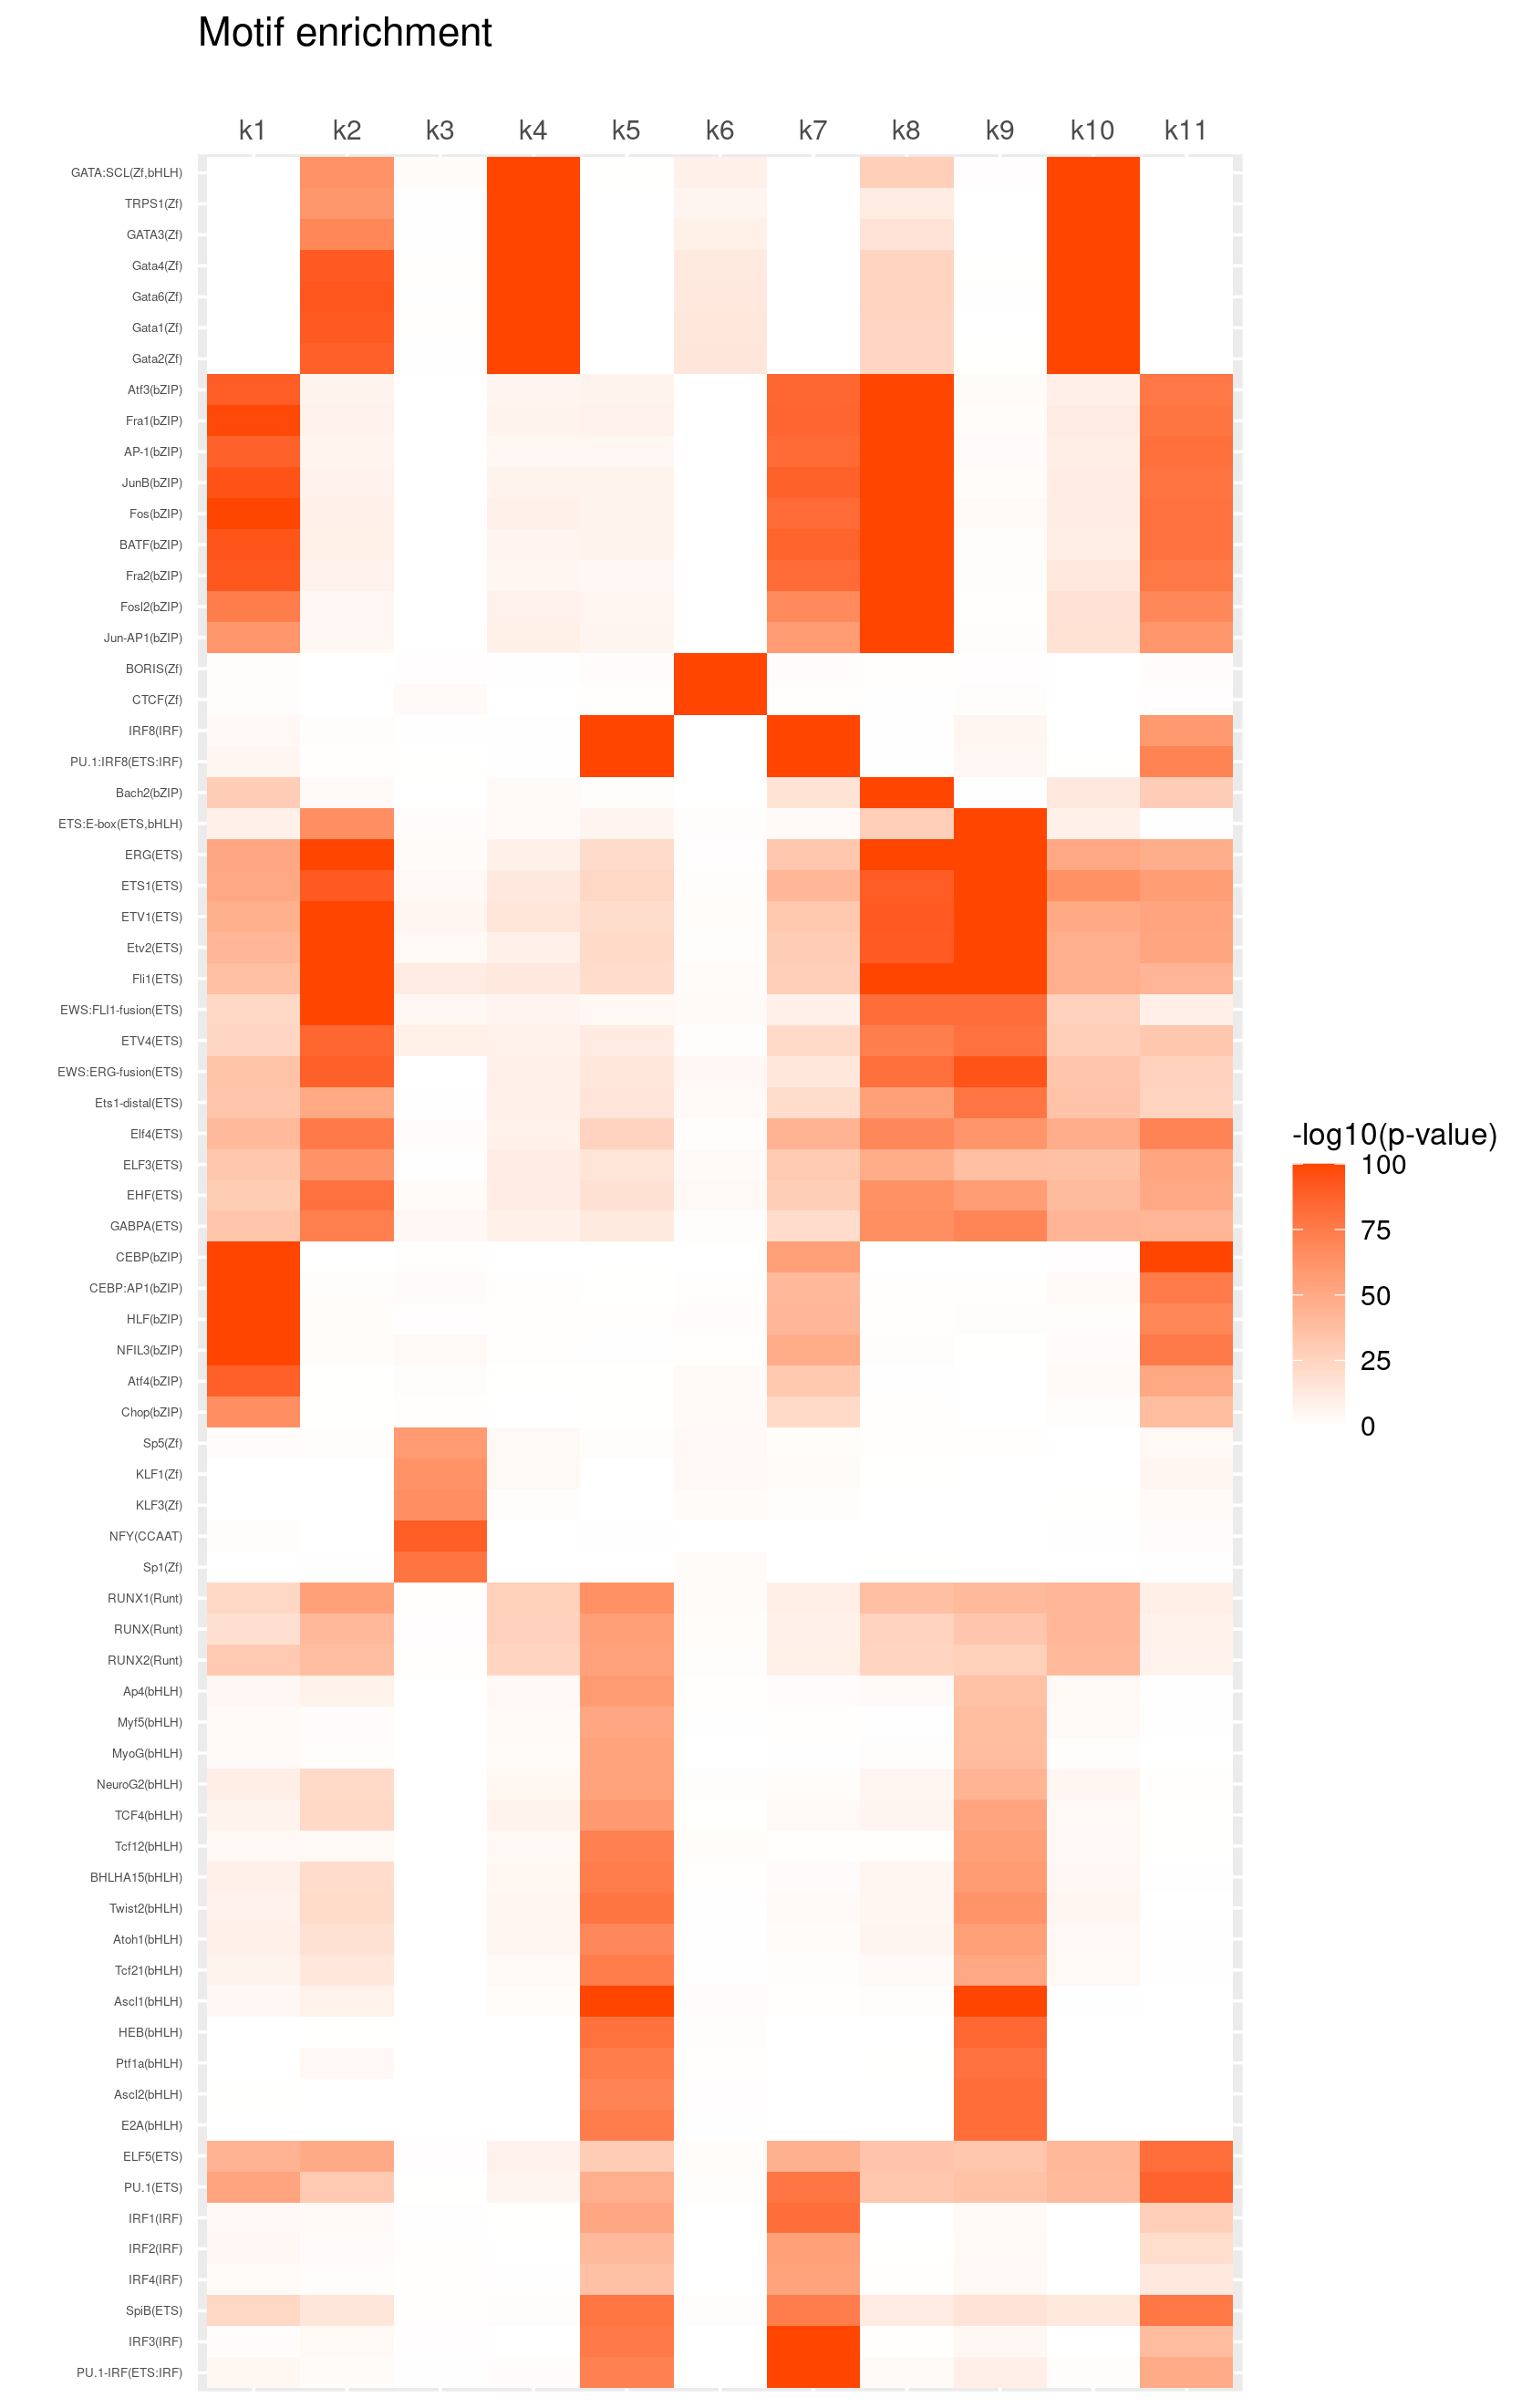 Motif enrichment
k1 k2 k3 k4 k5 k6 k7 k8 k9 k10 k11
GATA:SCL(Zf,bHLH)
TRPS1(Zf)
GATA3(Zf)
Gata4(Zf)
Gata6(Zf)
Gata1(Zf)
Gata2(Zf)
Atf3(bZIP)
Fra1(bZIP)
AP-1(bZIP)
JunB(bZIP)
Fos(bZIP)
BATF(bZIP)
Fra2(bZIP)
Fosl2(bZIP)
Jun-AP1(bZIP)
BORIS(Zf)
CTCF(Zf)
IRF8(IRF)
PU.1:IRF8(ETS:IRF)
Bach2(bZIP)
ETS:E-box(ETS,bHLH)
ERG(ETS)
ETS1(ETS)
ETV1(ETS)
Etv2(ETS)
Fli1(ETS)
EWS:FLI1-fusion(ETS)
ETV4(ETS)
EWS:ERG-fusion(ETS)
Ets1-distal(ETS)
Elf4(ETS)
ELF3(ETS)
EHF(ETS)
GABPA(ETS)
CEBP(bZIP)
CEBP:AP1(bZIP)
HLF(bZIP)
NFIL3(bZIP)
Atf4(bZIP)
Chop(bZIP)
Sp5(Zf)
KLF1(Zf)
KLF3(Zf)
NFY(CCAAT)
Sp1(Zf)
RUNX1(Runt)
RUNX(Runt)
RUNX2(Runt)
Ap4(bHLH)
Myf5(bHLH)
MyoG(bHLH)
NeuroG2(bHLH)
TCF4(bHLH)
Tcf12(bHLH)
BHLHA15(bHLH)
Twist2(bHLH)
Atoh1(bHLH)
Tcf21(bHLH)
Ascl1(bHLH)
HEB(bHLH)
Ptf1a(bHLH)
Ascl2(bHLH)
E2A(bHLH)
ELF5(ETS)
PU.1(ETS)
IRF1(IRF)
IRF2(IRF)
IRF4(IRF)
SpiB(ETS)
IRF3(IRF)
PU.1-IRF(ETS:IRF)
-log10(p-value)
100
75
50
25
0